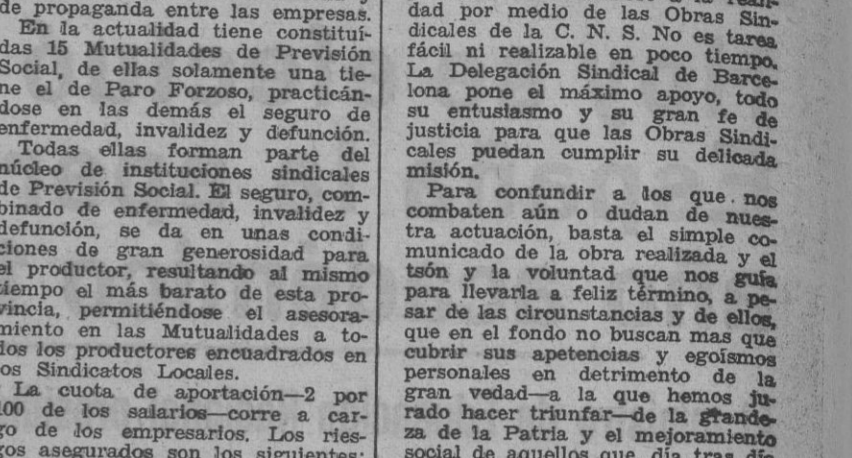 de propaganda entre las empresas.
En la actualidad tiene constituí-
das 15 Mutualidades de Previsión
Social, de ellas solamente una tie-
ne el de Paro Forzoso, practicán-
dose en las demás el seguro de
enfermedad, invalidez y defunción.
Todas ellas forman parte del
núcleo de instituciones sindicales
de Previsión Social. El seguro, com-
binado de enfermedad, invalidez y
defunción, se da en unas condi-
ciones de gran generosidad para
el productor, resultando al mismo
tiempo el más barato de esta pro-
vincia, permitiéndose el asesora-
miento en las Mutualidades a to-
dos los productores encuadrados en
los Sindicatos Locales.
La cuota de aportación—2 por
100 de los salarios—corre a car-
go de los empresarios. Los ries-
gos asegurados son los siguientes:
dad por medio de las Obras Sin-
dicales de la C. N. S. No es tarea
fácil ni realizable en poco tiempo.
La Delegación Sindical de Barce-
lona pone el máximo apoyo, todo
su entusiasmo y su gran fe de
justicia para que las Obras Sindi-
cales puedan cumplir su delicada
misión.
Para confundir a los que nos
combaten aún o dudan de nues-
tra actuación, basta el simple co-
municado de la obra realizada y el
tsón y la voluntad que nos guía
para llevarla a feliz término, a pe-
sar de las circunstancias y de ellos,
que en el fondo no buscan mas que
cubrir sus apetencias y egoísmos
personales en detrimento de la
gran vedad—a la que hemos ju-
rado hacer triunfar—de la grande-
za de la Patria y el mejoramiento
social de aquellos que día tras día